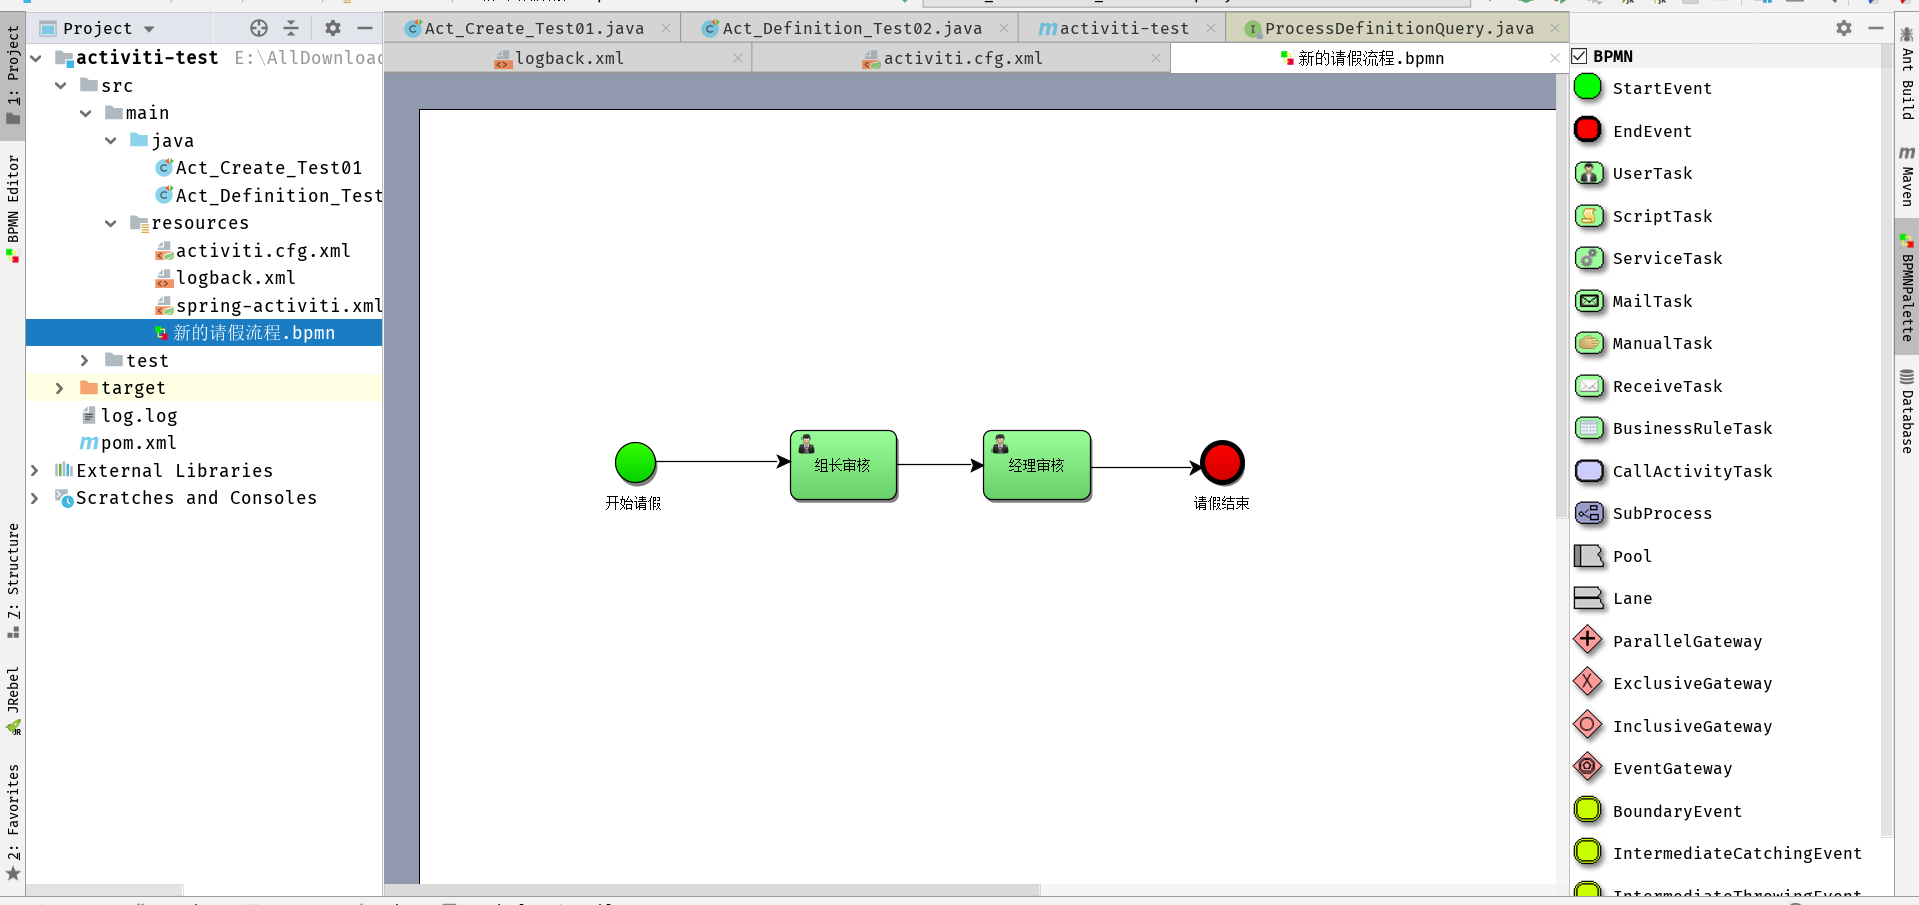 Project
Act_Create_Test01.java
Act_Definition_Test02.java
activiti-test
ProcessDefinitionQuery.java
logback.xml
activiti.cfg.xml
新的请假流程.bpmn
1: Project
BPMN Editor
Z: Structure
JRebel
2: Favorites
activiti-test E:\AllDownload
src
main
java
Act_Create_Test01
Act_Definition_Test
resources
activiti.cfg.xml
logback.xml
spring-activiti.xml
新的请假流程.bpmn
test
target
log.log
pom.xml
External Libraries
Scratches and Consoles
组长审核
经理审核
开始请假
请假结束
BPMN
StartEvent
EndEvent
UserTask
ScriptTask
ServiceTask
MailTask
ManualTask
ReceiveTask
BusinessRuleTask
CallActivityTask
SubProcess
Pool
Lane
ParallelGateway
ExclusiveGateway
InclusiveGateway
EventGateway
BoundaryEvent
IntermediateCatchingEvent
IntermediateThrowingEvent
Ant Build
Maven
BPMNPalette
Database